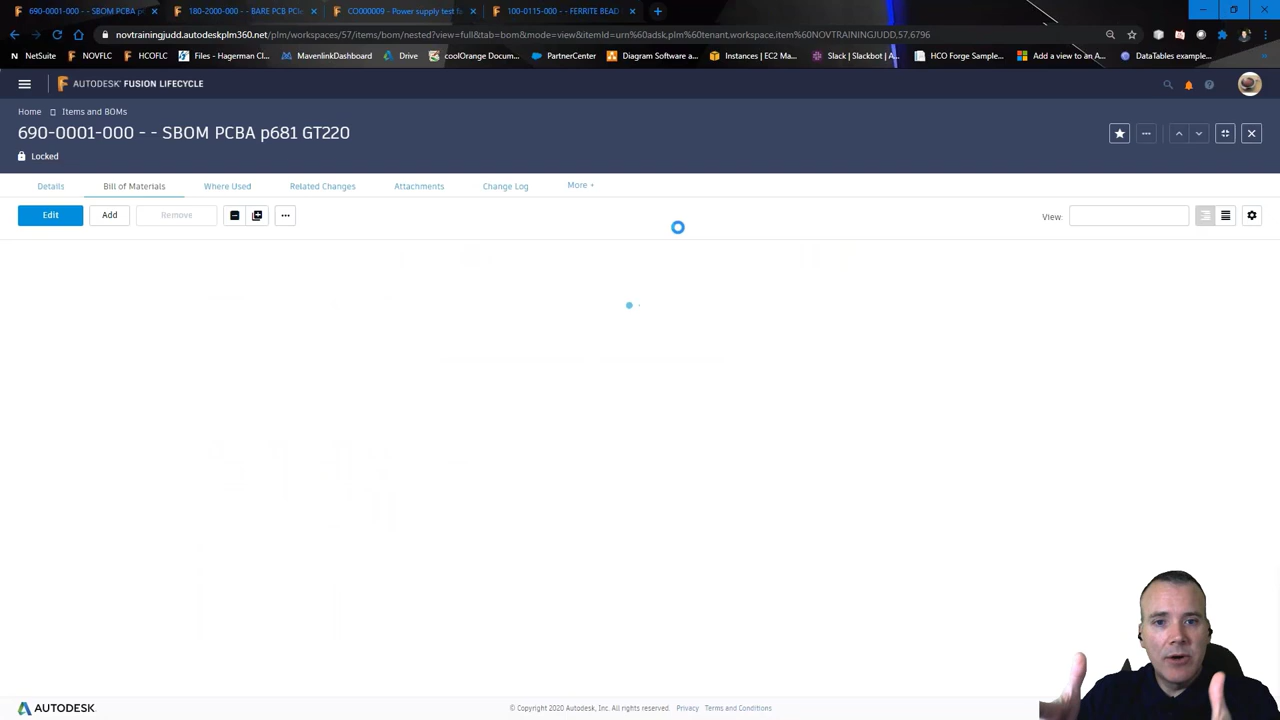 690-0001-000 - - SBOM PCBA p6
180-2000-000 - - BARE PCB PCIe
CO000009 - Power supply test fa
100-0115-000 - - FERRITE BEAD
novtrainingjudd.autodeskplm360.net/plm/workspaces/57/items/bom/nested?view=full&tab=bom&mode=view&itemId=urn%60adsk,plm%60tenant,workspace,item%60NOVTRAININGJUDD,57,6796
NetSuite
NOVFLC
HCOFLC
Filestage - Hagerman Cl...
MavenlinkDashboard
Drive
coolOrange Docum...
PartnerCenter
Diagram Software a...
Instances | EC2 Ma...
Slack | Slackbot | A...
HCO Forge Sample...
Add a view to an A...
DataTables example...
AUTODESK® FUSION LIFECYCLE
Home
Items and BOMs
690-0001-000 - - SBOM PCBA p681 GT220
Locked
Details
Bill of Materials
Where Used
Related Changes
Attachments
Change Log
More
Edit
Add
Remove
View:
AUTODESK
© Copyright 2020 Autodesk, Inc. All rights reserved.
Privacy
Terms and Conditions